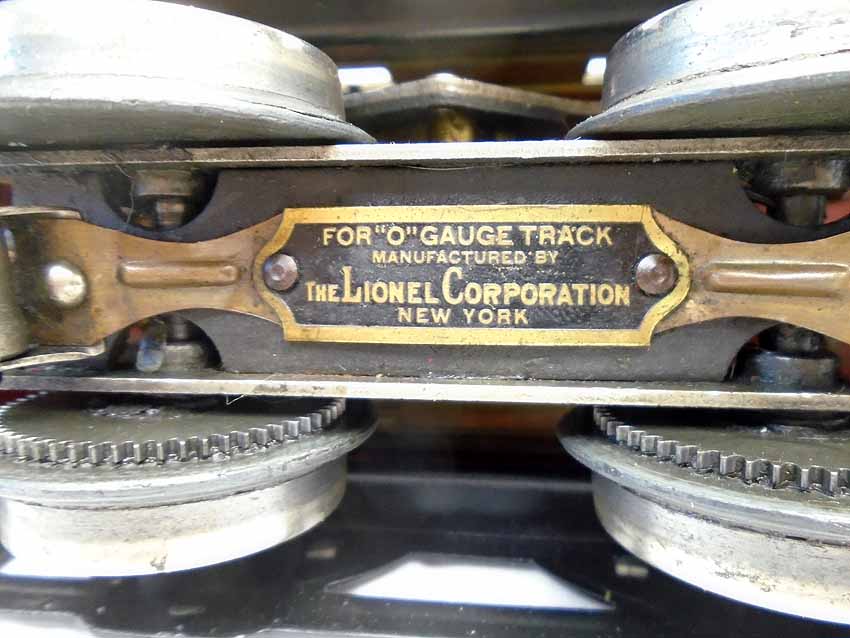 FOR "O" GAUGE TRACK
MANUFACTURED BY
THE LIONEL CORPORATION
NEW YORK